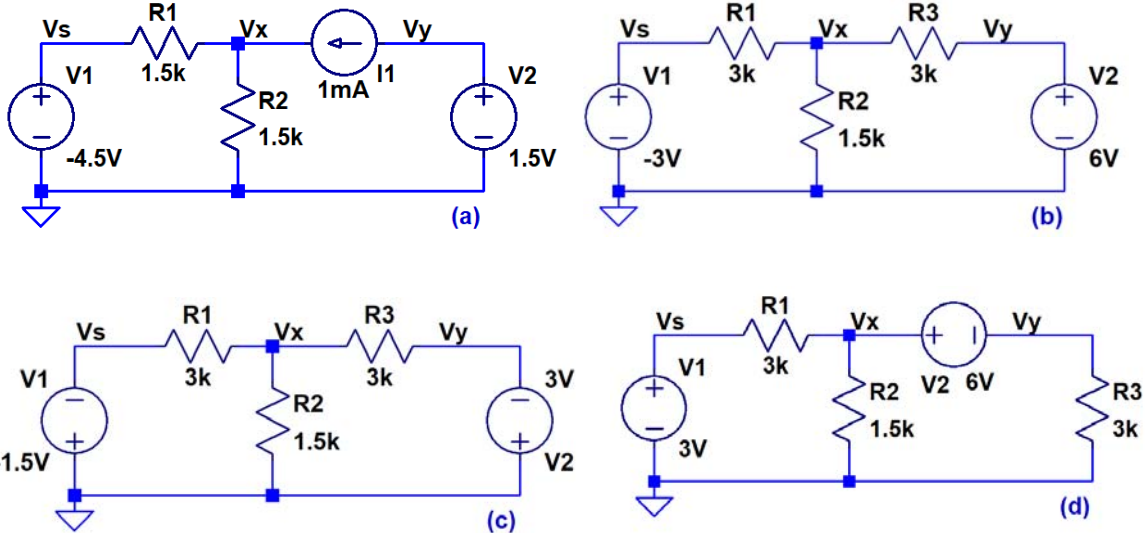 R1
Vs
Vx
Vy
1.5k
I1
1mA
V1
+
−
-4.5V
R2
1.5k
V2
+
−
1.5V
(a)
R1
R3
Vs
Vx
Vy
3k
3k
V1
+
−
-3V
R2
1.5k
V2
+
−
6V
(b)
R1
R3
Vs
Vx
Vy
3k
3k
V1
−
+
-1.5V
R2
1.5k
3V
−
+
V2
(c)
R1
Vs
Vx
Vy
3k
+
−
V2 6V
V1
+
−
3V
R2
1.5k
R3
3k
(d)